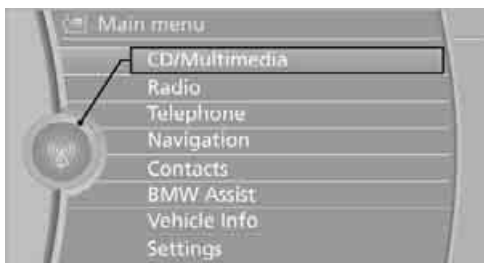 Main menu
CD/Multimedia
Radio
Telephone
Navigation
Contacts
BMW Assist
Vehicle Info
Settings